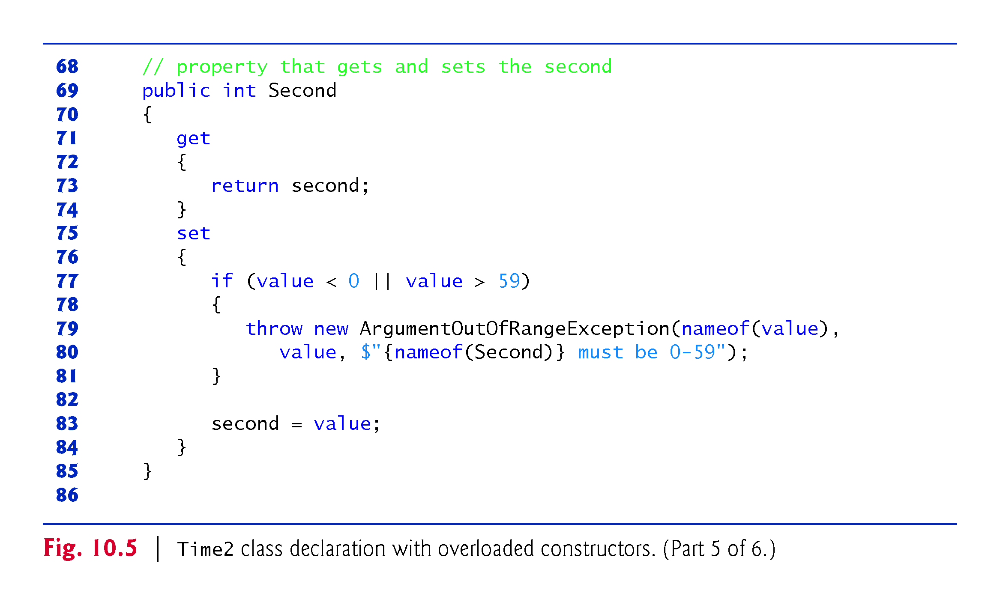 68 // property that gets and sets the second
69 public int Second
70 {
71 get
72 {
73 return second;
74 }
75 set
76 {
77 if (value < 0 || value > 59)
78 {
79 throw new ArgumentOutOfRangeException(nameof(value),
80 value, $"{nameof(Second)} must be 0-59");
81 }
82
83 second = value;
84 }
85 }
86
Fig. 10.5 | Time2 class declaration with overloaded constructors. (Part 5 of 6.)